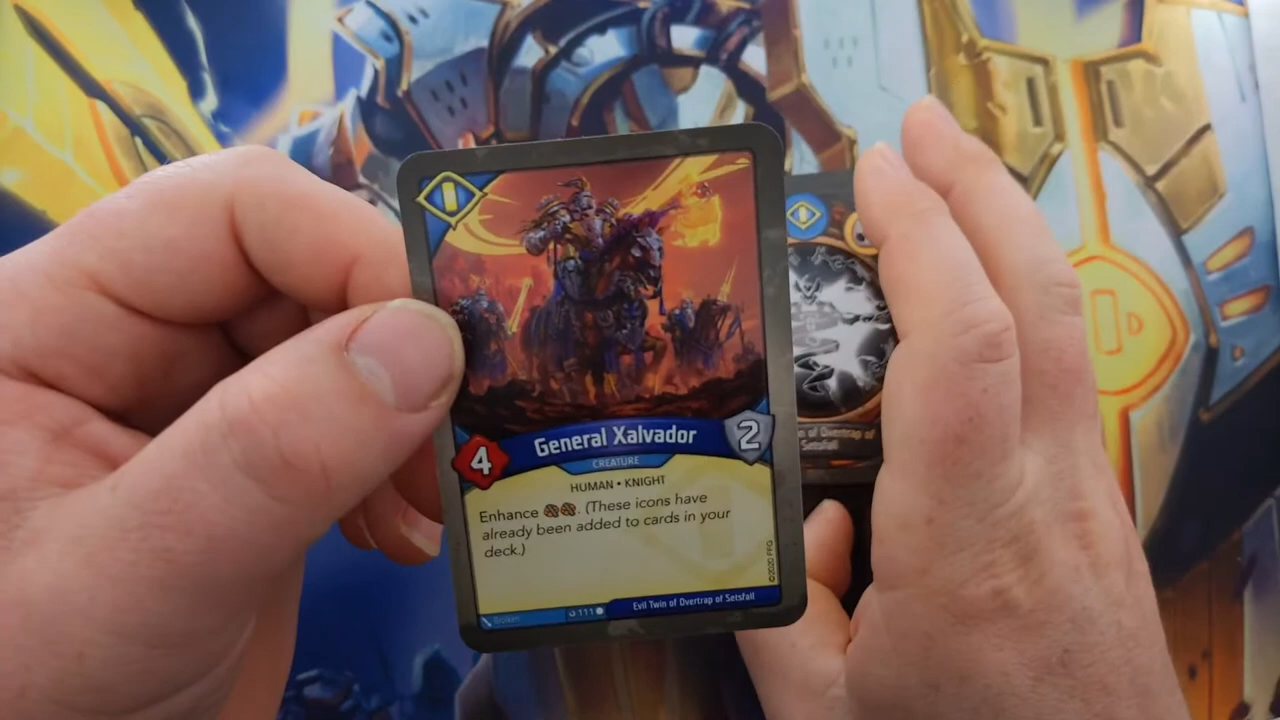 General Xalvador
4
2
CREATURE
HUMAN • KNIGHT
Enhance . (These icons have
already been added to cards in your
deck.)
©2020 FFG
111
Evil Twin of Overtrap of Setsfall
of Overtrap of
Setsfall